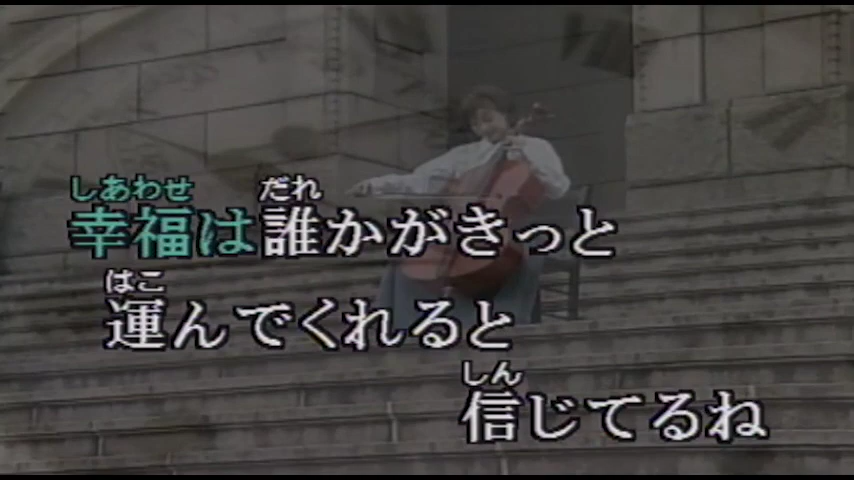 しあわせ だれ
幸福は誰かがきっと
はこ
運んでくれると
しん
信じてるね